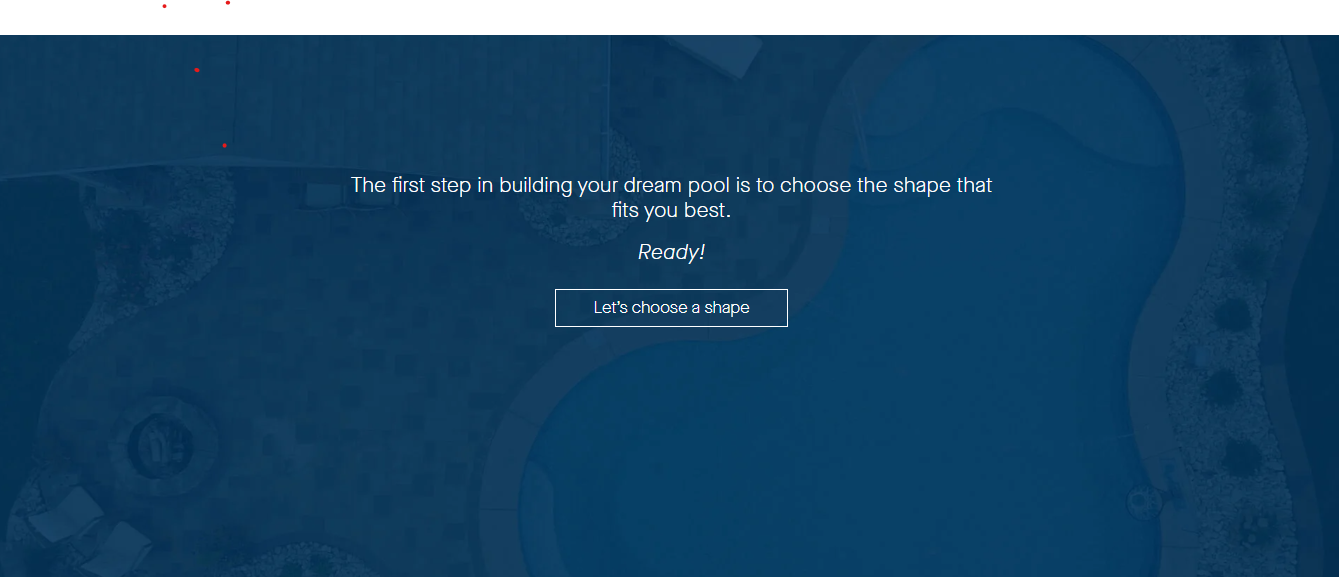 The first step in building your dream pool is to choose the shape that
fits you best.
Ready!
Let's choose a shape